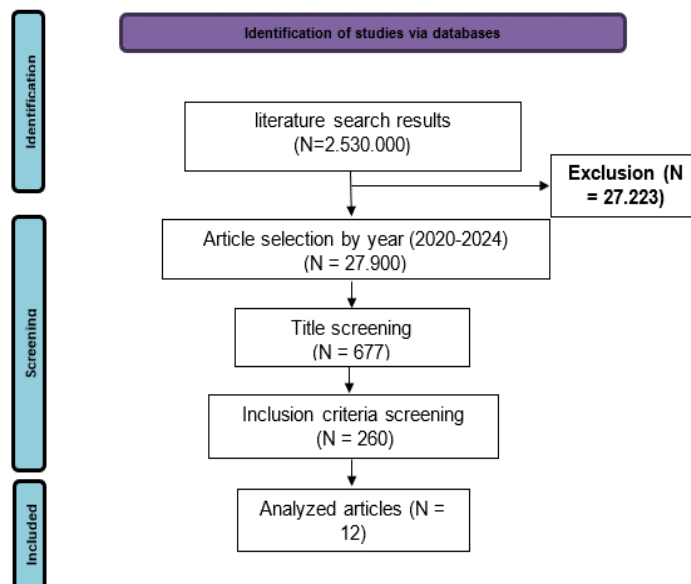 Identification of studies via databases
Identification
literature search results
(N=2.530.000)
Exclusion (N
= 27.223)
Screening
Article selection by year (2020-2024)
(N = 27.900)
Title screening
(N = 677)
Inclusion criteria screening
(N = 260)
Included
Analyzed articles (N =
12)